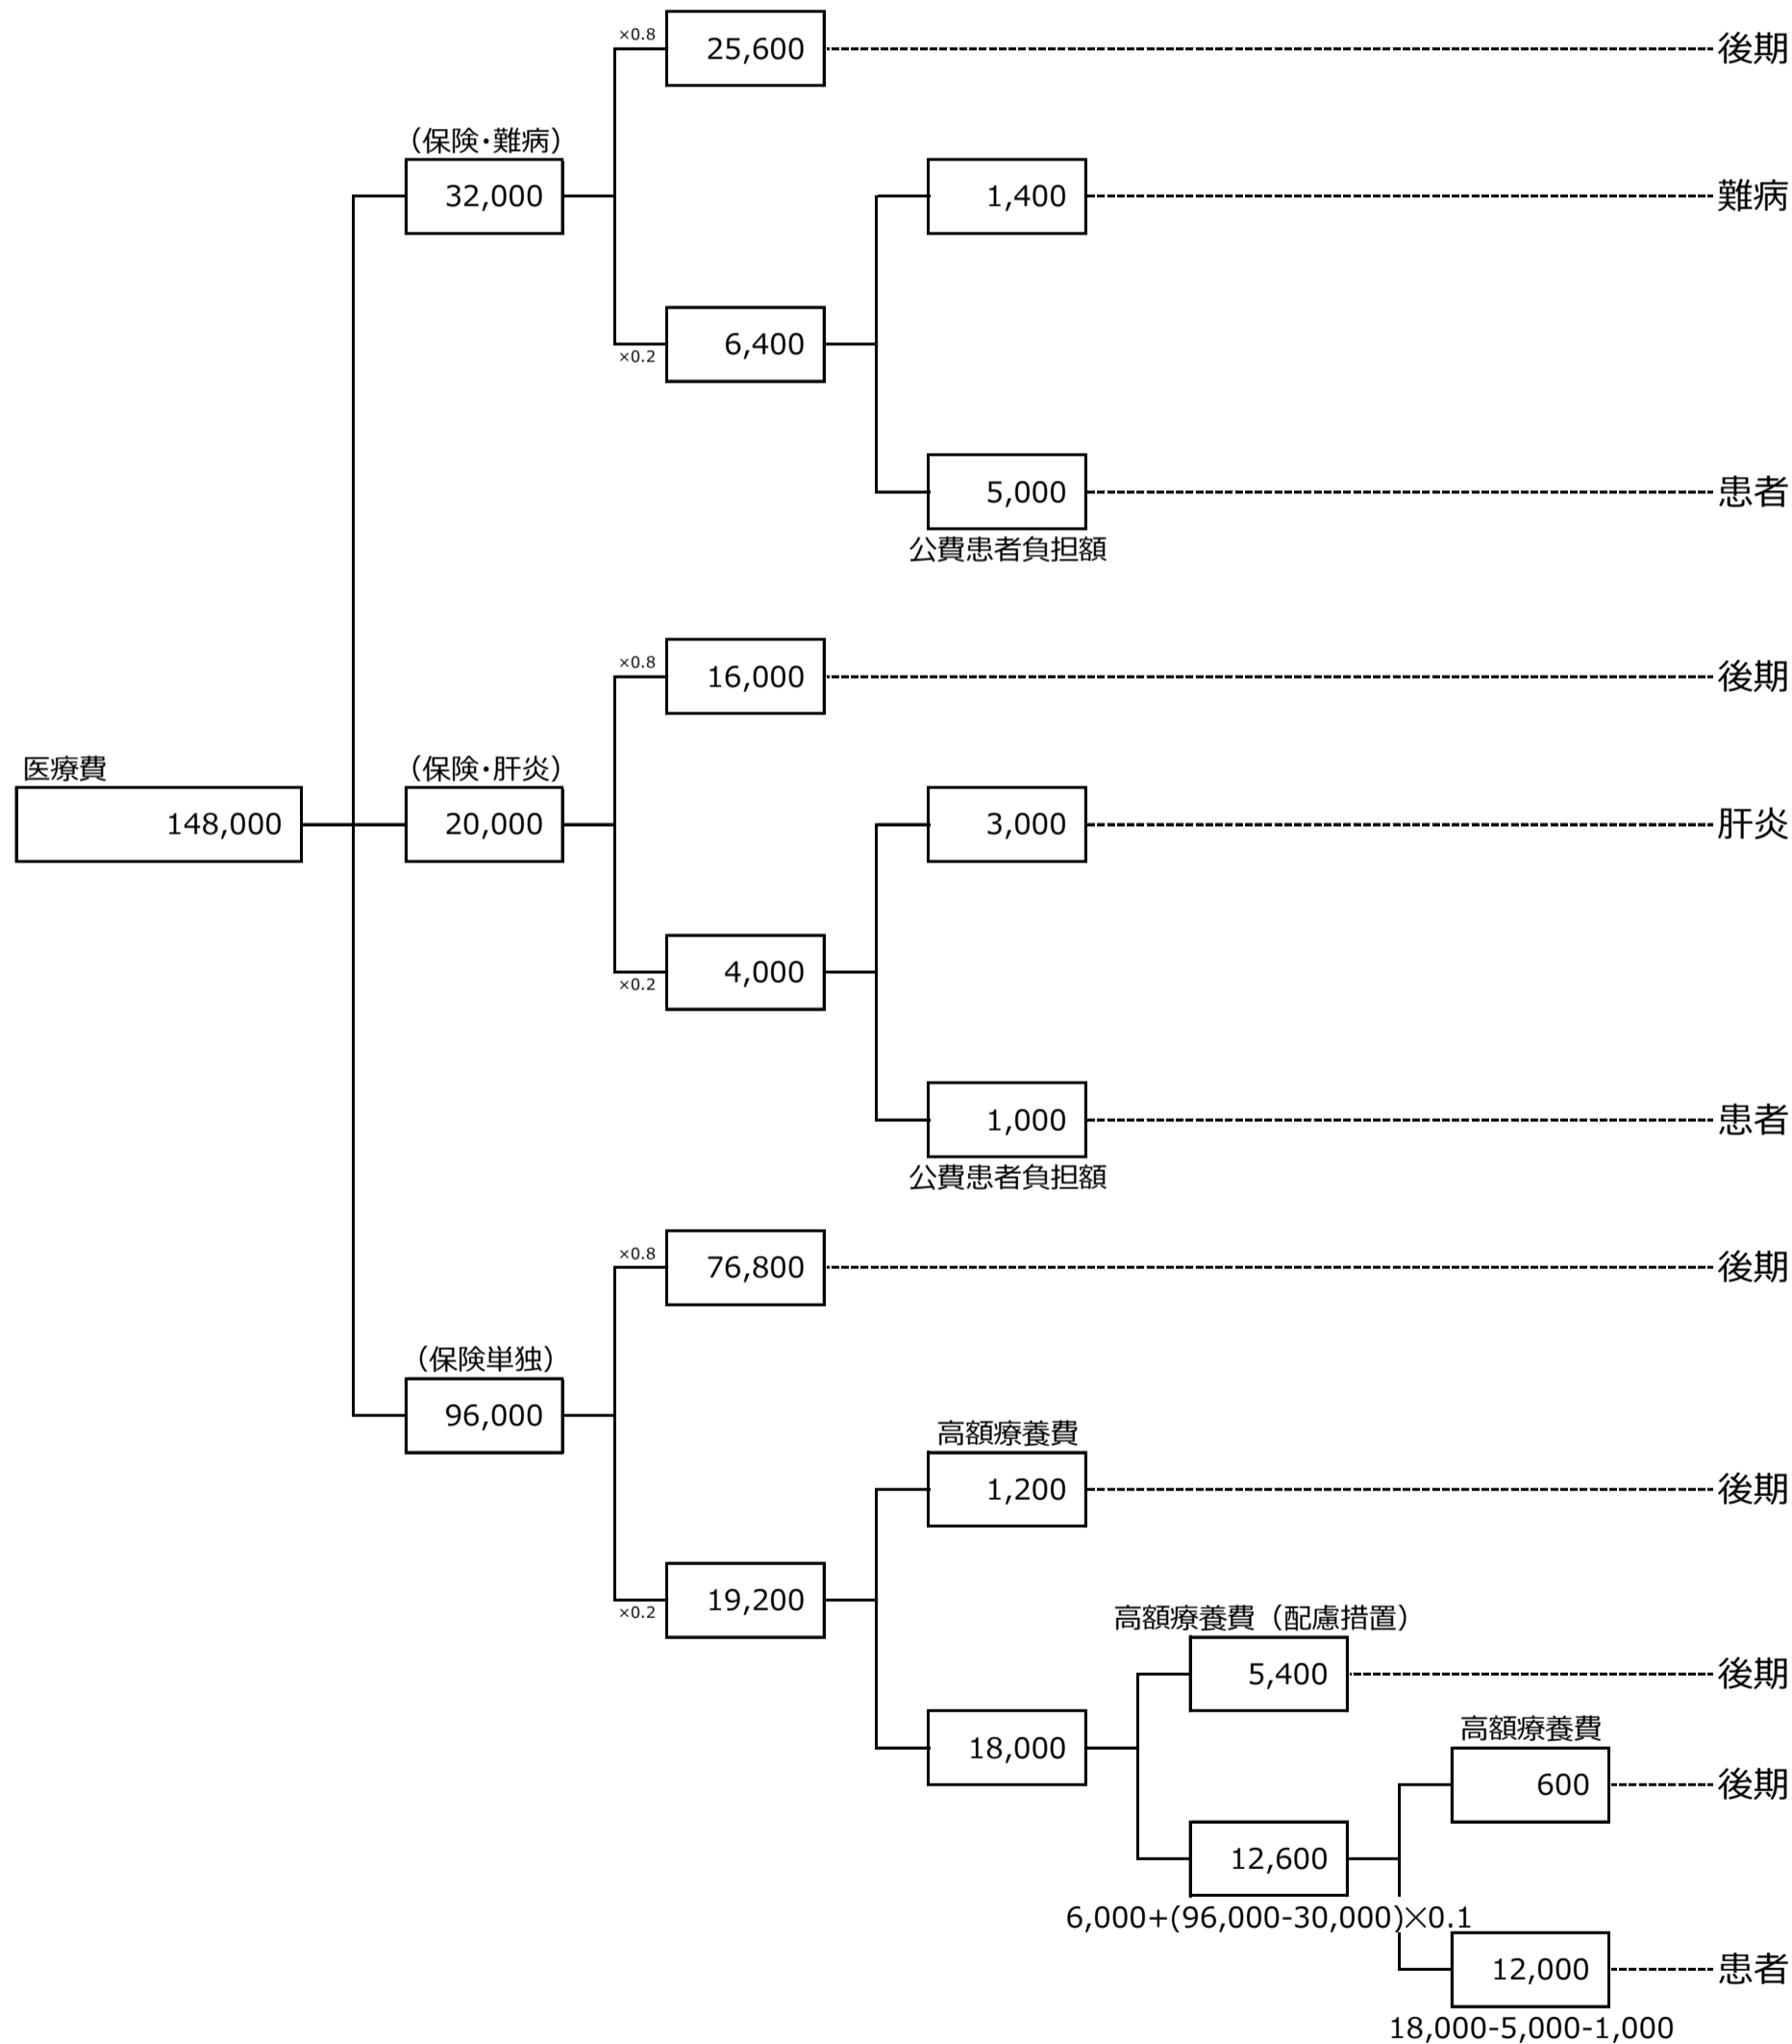 ×0.8
25,600
後期
（保険・難病）
32,000
1,400
難病
×0.2
6,400
5,000
患者
公費患者負担額
×0.8
16,000
後期
医療費
148,000
（保険・肝炎）
20,000
3,000
肝炎
×0.2
4,000
1,000
患者
公費患者負担額
×0.8
76,800
後期
（保険単独）
96,000
高額療養費
1,200
後期
×0.2
19,200
高額療養費（配慮措置）
5,400
後期
18,000
高額療養費
600
後期
12,600
6,000+(96,000-30,000)×0.1
12,000
患者
18,000-5,000-1,000